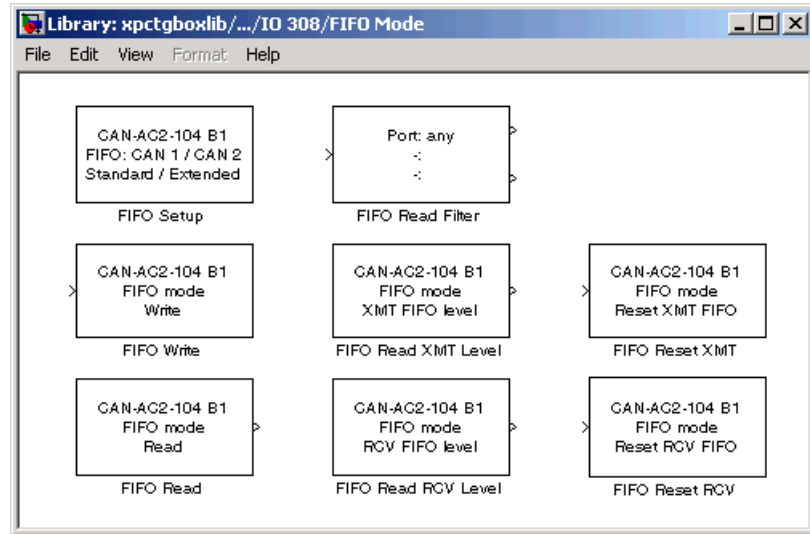 Library: xpctgboxlib/.../IO 308/FIFO Mode
File Edit View Format Help
CAN-AC2-104 B1
FIFO: CAN 1 / CAN 2
Standard / Extended
FIFO Setup
Port: any
-:
-:
FIFO Read Filter
CAN-AC2-104 B1
FIFO mode
Write
FIFO Write
CAN-AC2-104 B1
FIFO mode
XMT FIFO level
FIFO Read XMT Level
CAN-AC2-104 B1
FIFO mode
Reset XMT FIFO
FIFO Reset XMT
CAN-AC2-104 B1
FIFO mode
Read
FIFO Read
CAN-AC2-104 B1
FIFO mode
RCV FIFO level
FIFO Read RCV Level
CAN-AC2-104 B1
FIFO mode
Reset RCV FIFO
FIFO Reset RCV